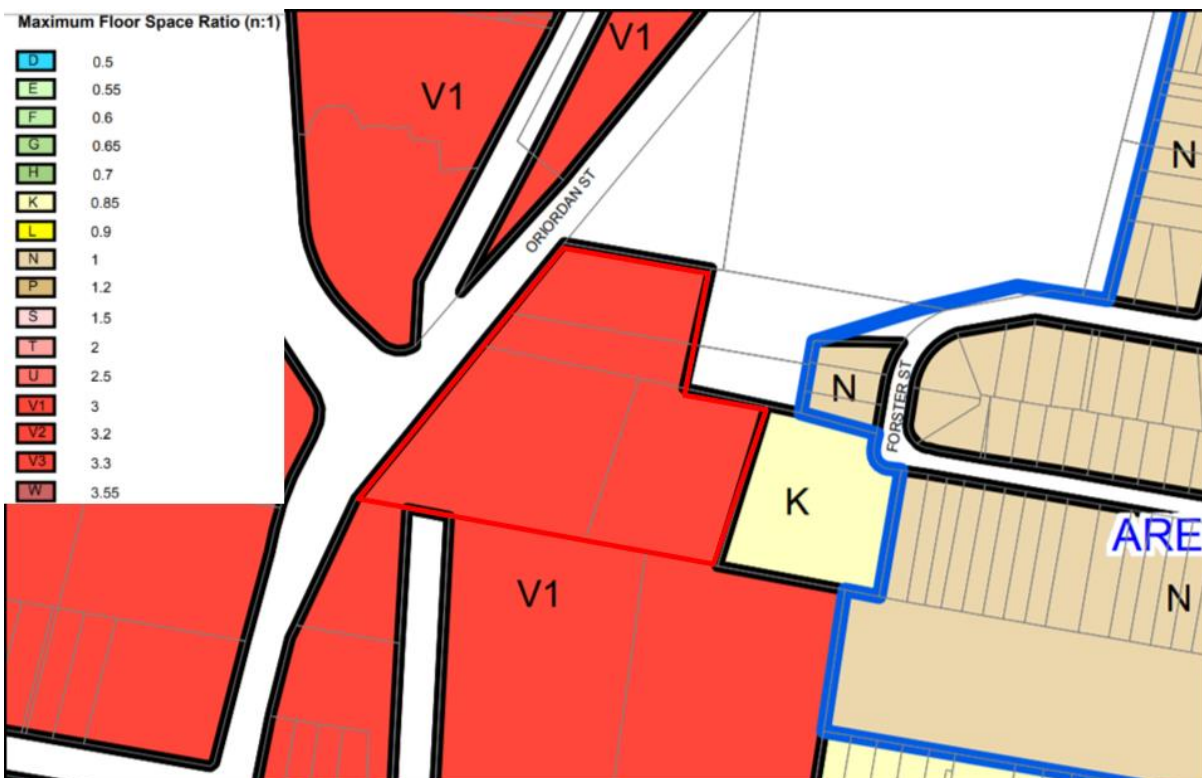 Maximum Floor Space Ratio (n:1)
D 0.5
E 0.55
F 0.6
G 0.65
H 0.7
K 0.85
L 0.9
N 1
P 1.2
S 1.5
T 2
U 2.5
V1 3
V2 3.2
V3 3.3
W 3.55
V1
V1
N
ORIORDAN ST
N
FORSTER ST
K
ARE
V1
N